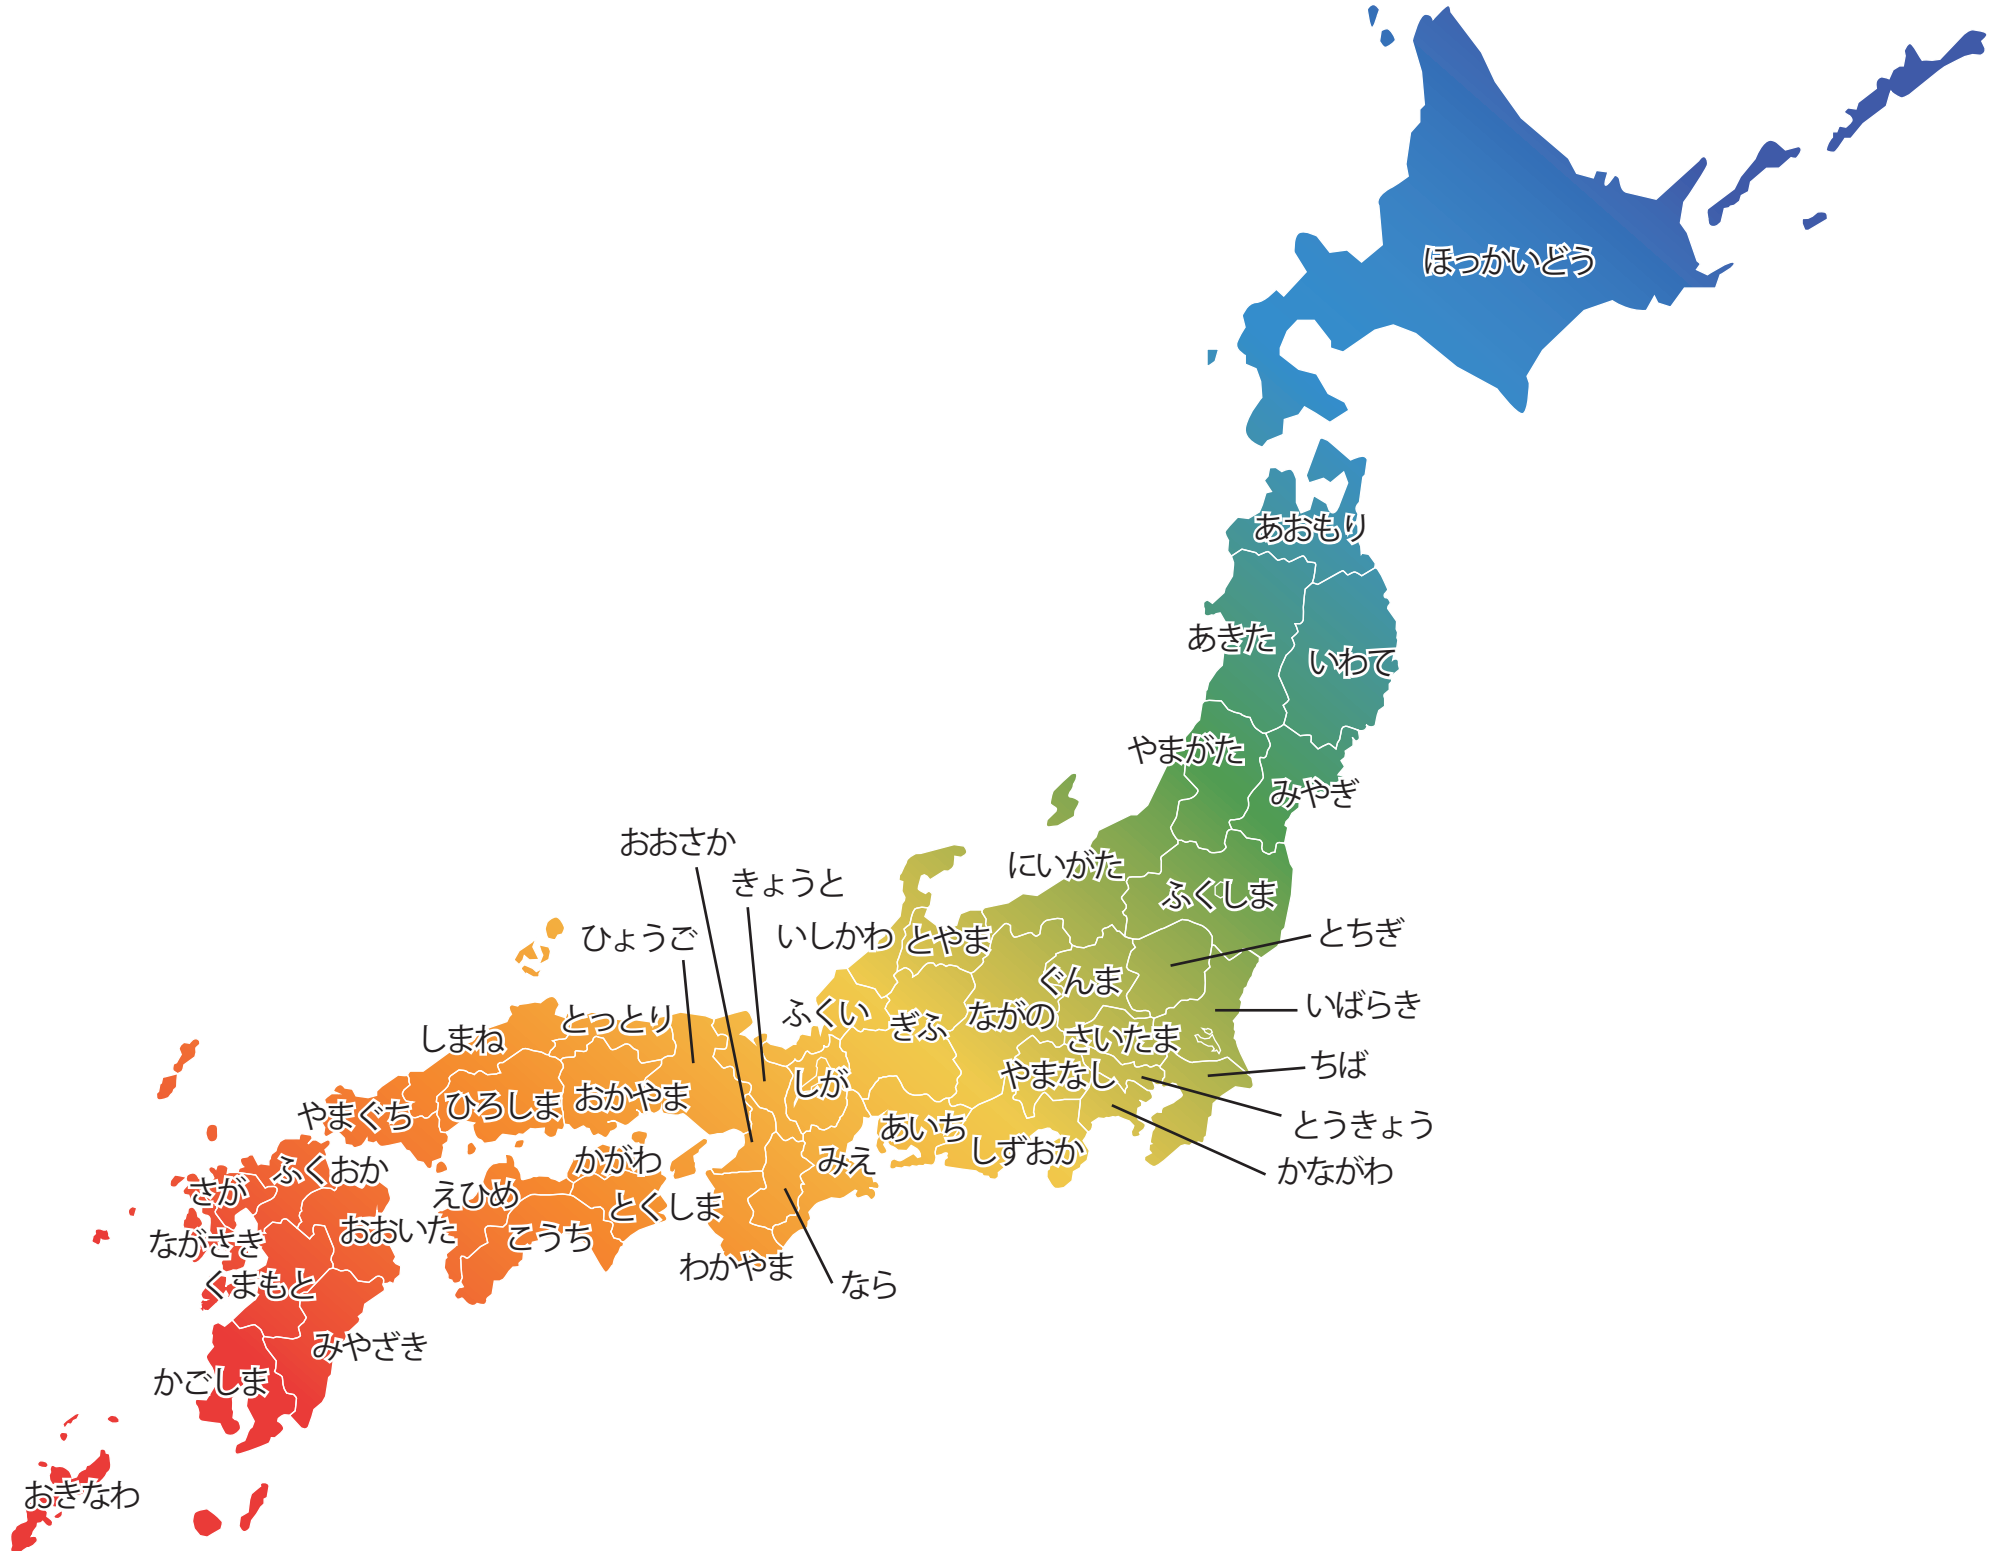 ほっかいどう
あおもり
あきた
いわて
やまがた
みやぎ
おおさか
にいがた
きょうと
ふくしま
ひょうご
いしかわ
とやま
とちぎ
ぐんま
いばらき
とっとり
ふくい
ぎふ
ながの
しまね
さいたま
ちば
やまなし
しが
おかやま
ひろしま
やまぐち
あいち
とうきょう
しずおか
かがわ
みえ
かながわ
ふくおか
さが
えひめ
とくしま
おおいた
こうち
ながさき
わかやま
くまもと
なら
みやざき
かごしま
おきなわ